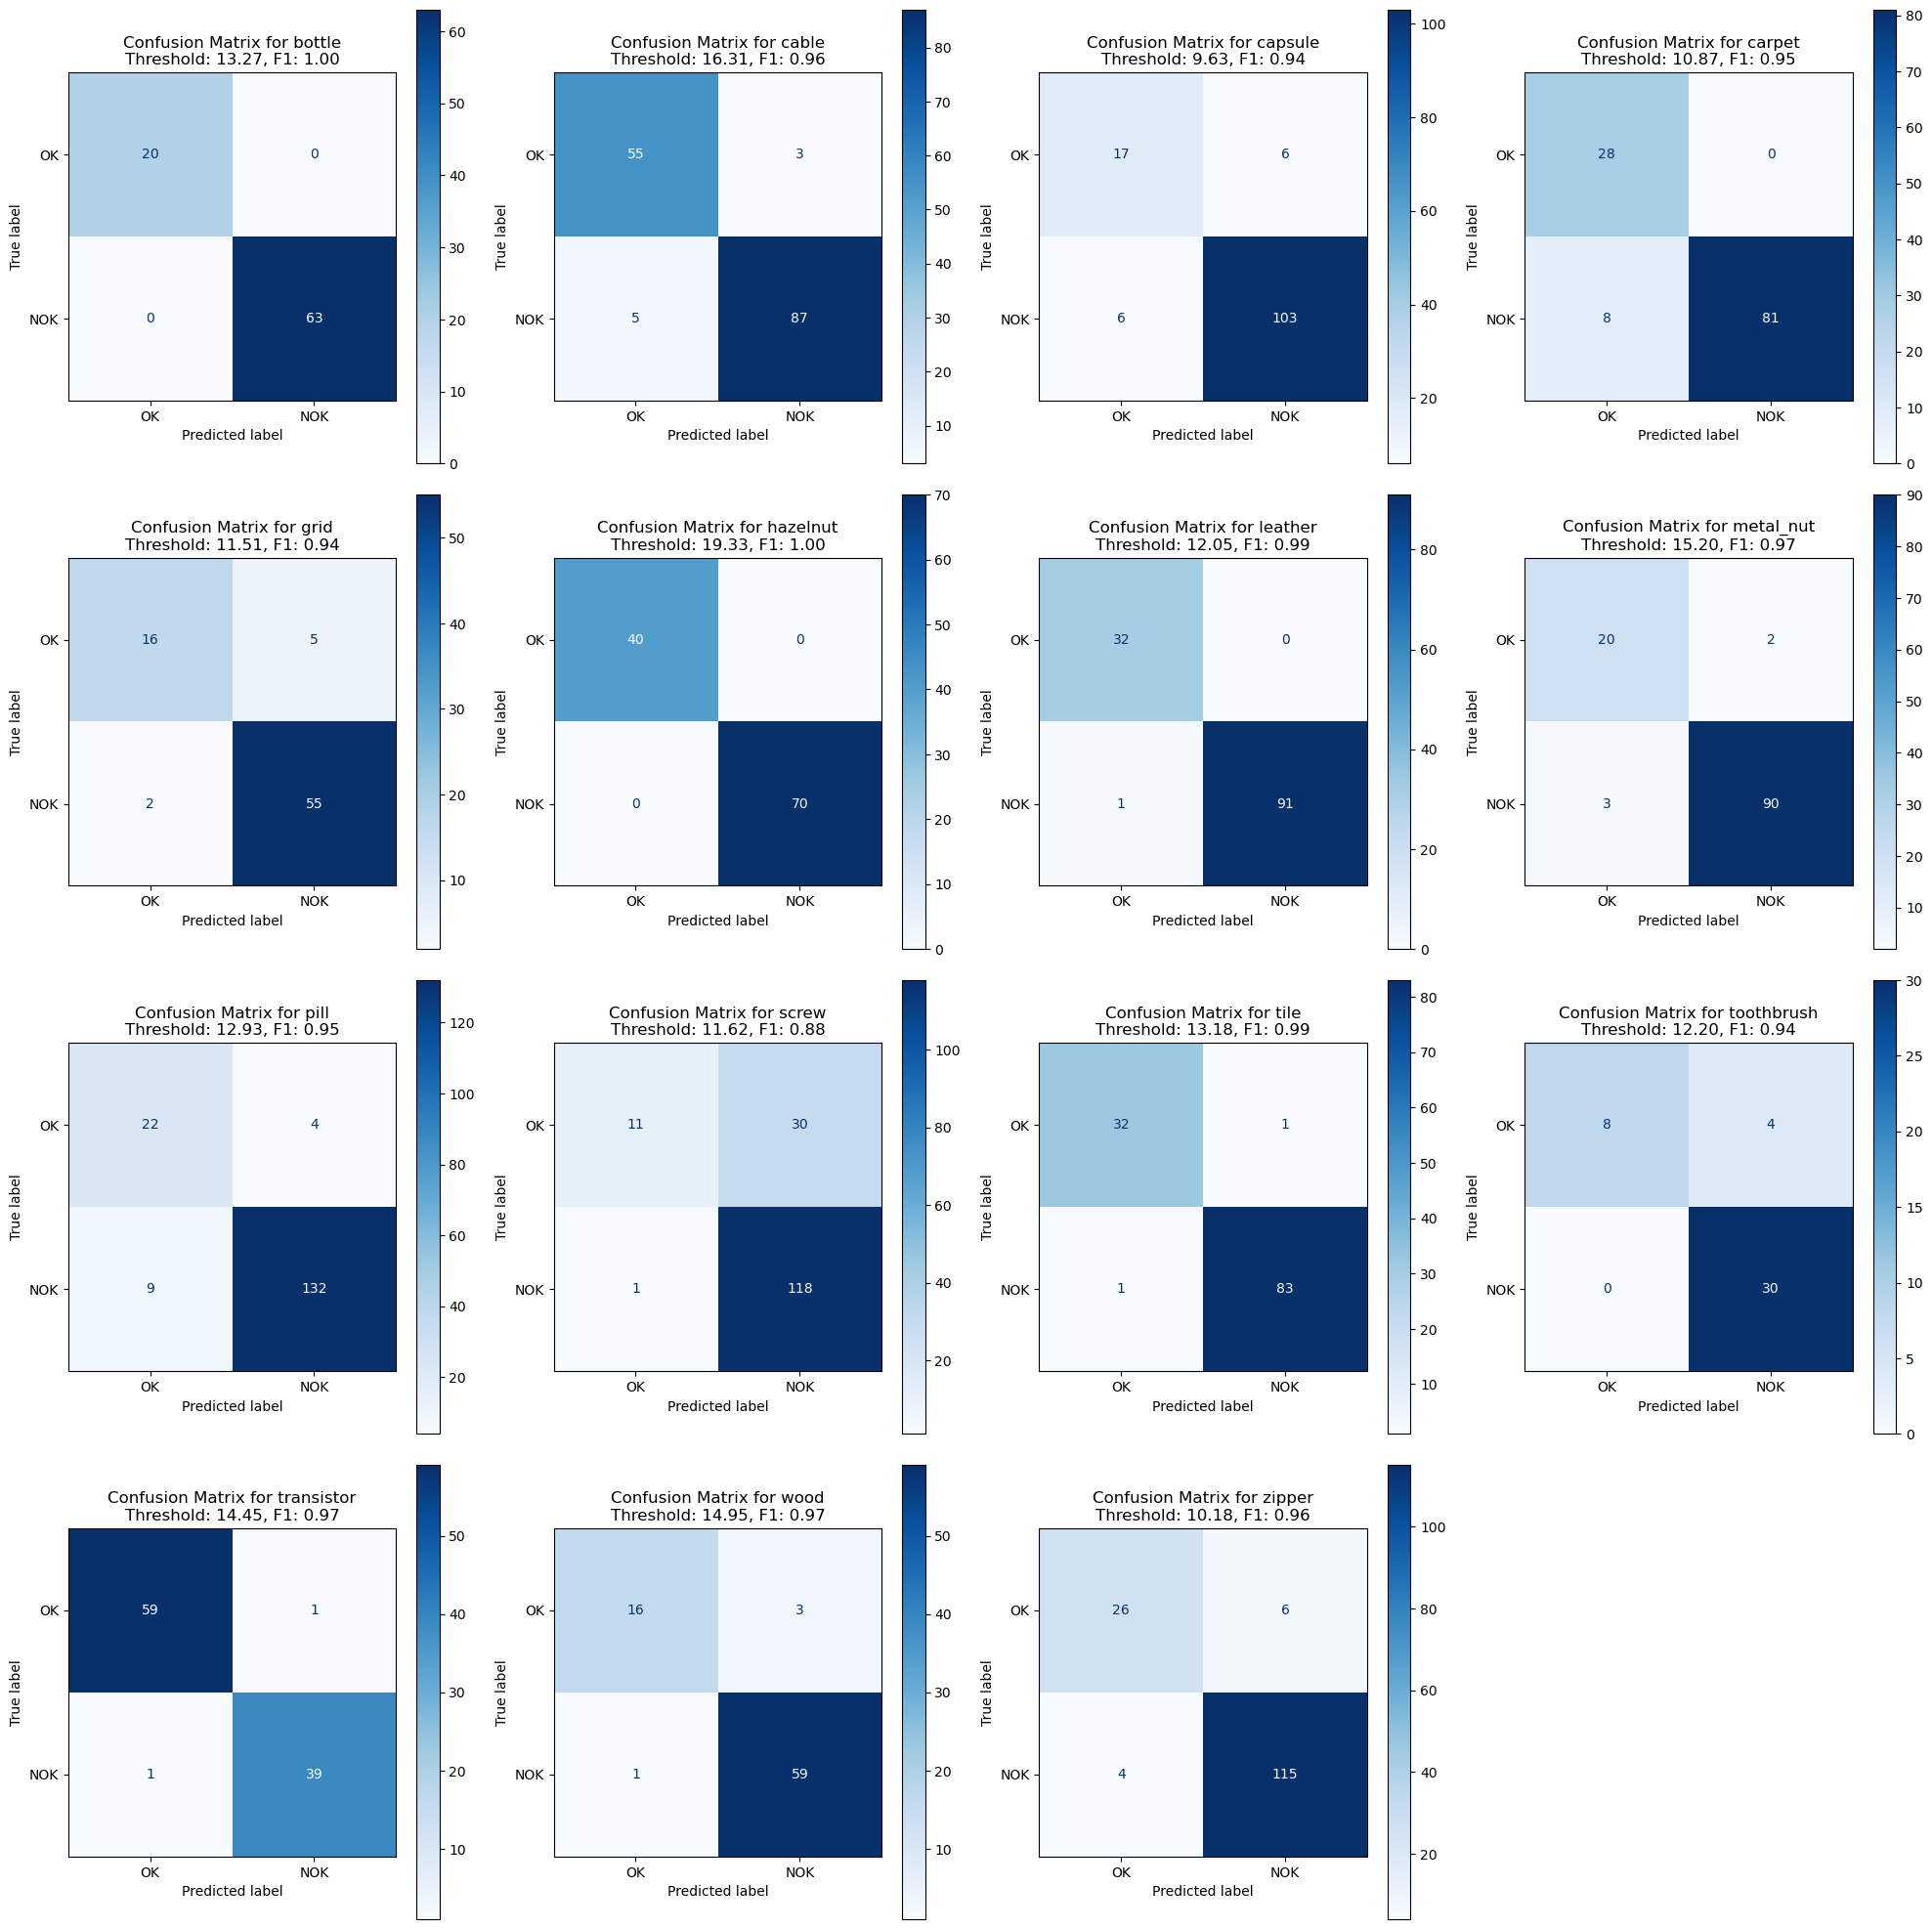 Confusion Matrix for bottle
Threshold: 13.27, F1: 1.00
True label
OK
NOK
20
0
0
63
OK
NOK
Predicted label
60
50
40
30
20
10
0
Confusion Matrix for cable
Threshold: 16.31, F1: 0.96
True label
OK
NOK
55
3
5
87
OK
NOK
Predicted label
80
70
60
50
40
30
20
10
Confusion Matrix for capsule
Threshold: 9.63, F1: 0.94
True label
OK
NOK
17
6
6
103
OK
NOK
Predicted label
100
80
60
40
20
Confusion Matrix for carpet
Threshold: 10.87, F1: 0.95
True label
OK
NOK
28
0
8
81
OK
NOK
Predicted label
80
70
60
50
40
30
20
10
0
Confusion Matrix for grid
Threshold: 11.51, F1: 0.94
True label
OK
NOK
16
5
2
55
OK
NOK
Predicted label
50
40
30
20
10
Confusion Matrix for hazelnut
Threshold: 19.33, F1: 1.00
True label
OK
NOK
40
0
0
70
OK
NOK
Predicted label
70
60
50
40
30
20
10
0
Confusion Matrix for leather
Threshold: 12.05, F1: 0.99
True label
OK
NOK
32
0
1
91
OK
NOK
Predicted label
80
60
40
20
0
Confusion Matrix for metal_nut
Threshold: 15.20, F1: 0.97
True label
OK
NOK
20
2
3
90
OK
NOK
Predicted label
90
80
70
60
50
40
30
20
10
Confusion Matrix for pill
Threshold: 12.93, F1: 0.95
True label
OK
NOK
22
4
9
132
OK
NOK
Predicted label
120
100
80
60
40
20
Confusion Matrix for screw
Threshold: 11.62, F1: 0.88
True label
OK
NOK
11
30
1
118
OK
NOK
Predicted label
100
80
60
40
20
Confusion Matrix for tile
Threshold: 13.18, F1: 0.99
True label
OK
NOK
32
1
1
83
OK
NOK
Predicted label
80
70
60
50
40
30
20
10
Confusion Matrix for toothbrush
Threshold: 12.20, F1: 0.94
True label
OK
NOK
8
4
0
30
OK
NOK
Predicted label
30
25
20
15
10
5
0
Confusion Matrix for transistor
Threshold: 14.45, F1: 0.97
True label
OK
NOK
59
1
1
39
OK
NOK
Predicted label
50
40
30
20
10
Confusion Matrix for wood
Threshold: 14.95, F1: 0.97
True label
OK
NOK
16
3
1
59
OK
NOK
Predicted label
50
40
30
20
10
Confusion Matrix for zipper
Threshold: 10.18, F1: 0.96
True label
OK
NOK
26
6
4
115
OK
NOK
Predicted label
100
80
60
40
20